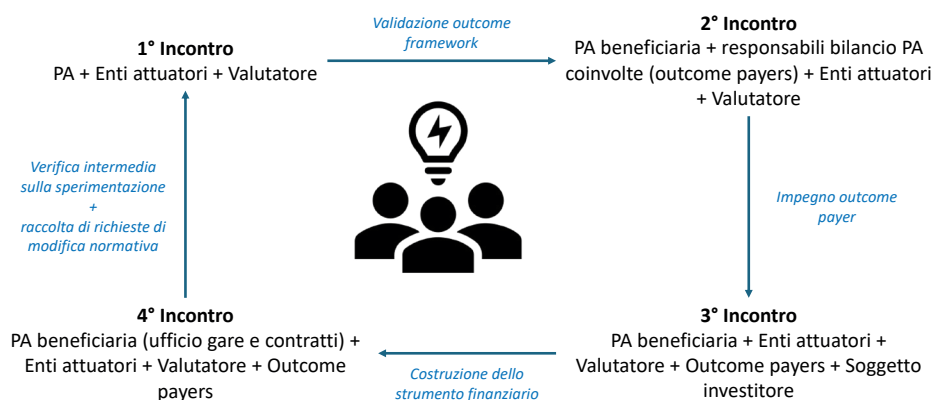 1° Incontro
PA + Enti attuatori + Valutatore
Validazione outcome
framework
2° Incontro
PA beneficiaria + responsabili bilancio PA
coinvolte (outcome payers) + Enti attuatori
+ Valutatore
Impegno outcome
payer
3° Incontro
PA beneficiaria + Enti attuatori +
Valutatore + Outcome payers + Soggetto
investitore
Costruzione dello
strumento finanziario
4° Incontro
PA beneficiaria (ufficio gare e contratti) +
Enti attuatori + Valutatore + Outcome
payers
Verifica intermedia
sulla sperimentazione
+
raccolta di richieste di
modifica normativa